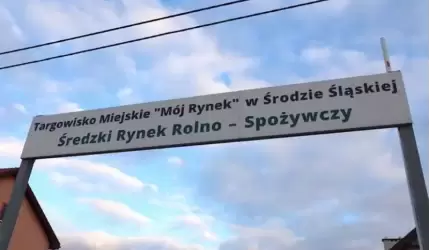 Targowisko Miejskie "Mój Rynek" w Środzie Śląskiej
Średzki Rynek Rolno – Spożywczy